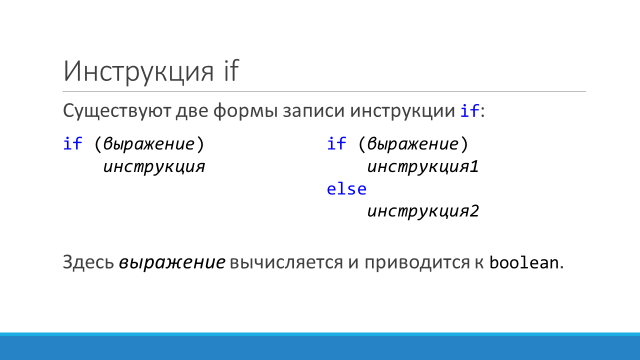 Инструкция if
Существуют две формы записи инструкции if:
if (выражение)
инструкция
if (выражение)
инструкция1
else
инструкция2
Здесь выражение вычисляется и приводится к boolean.